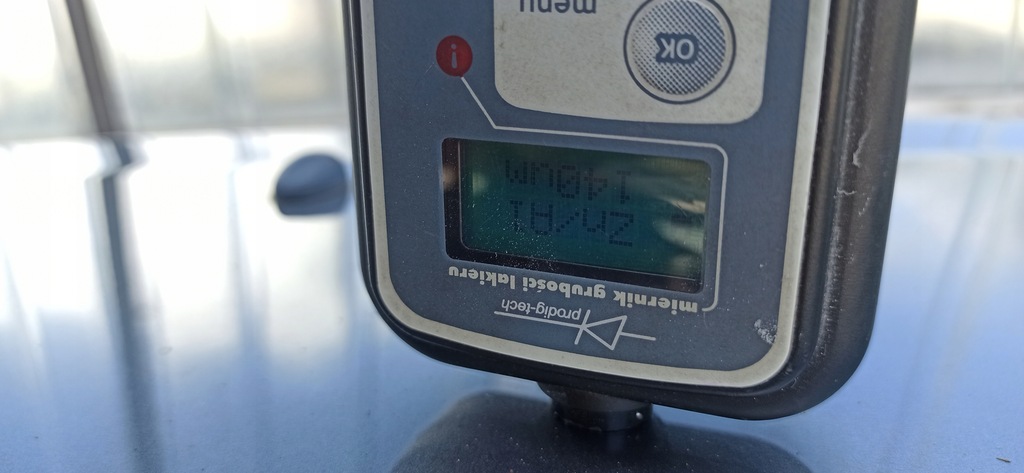 prodig-tech
miernik grubości lakieru
Zn/Al
140um
OK
menu